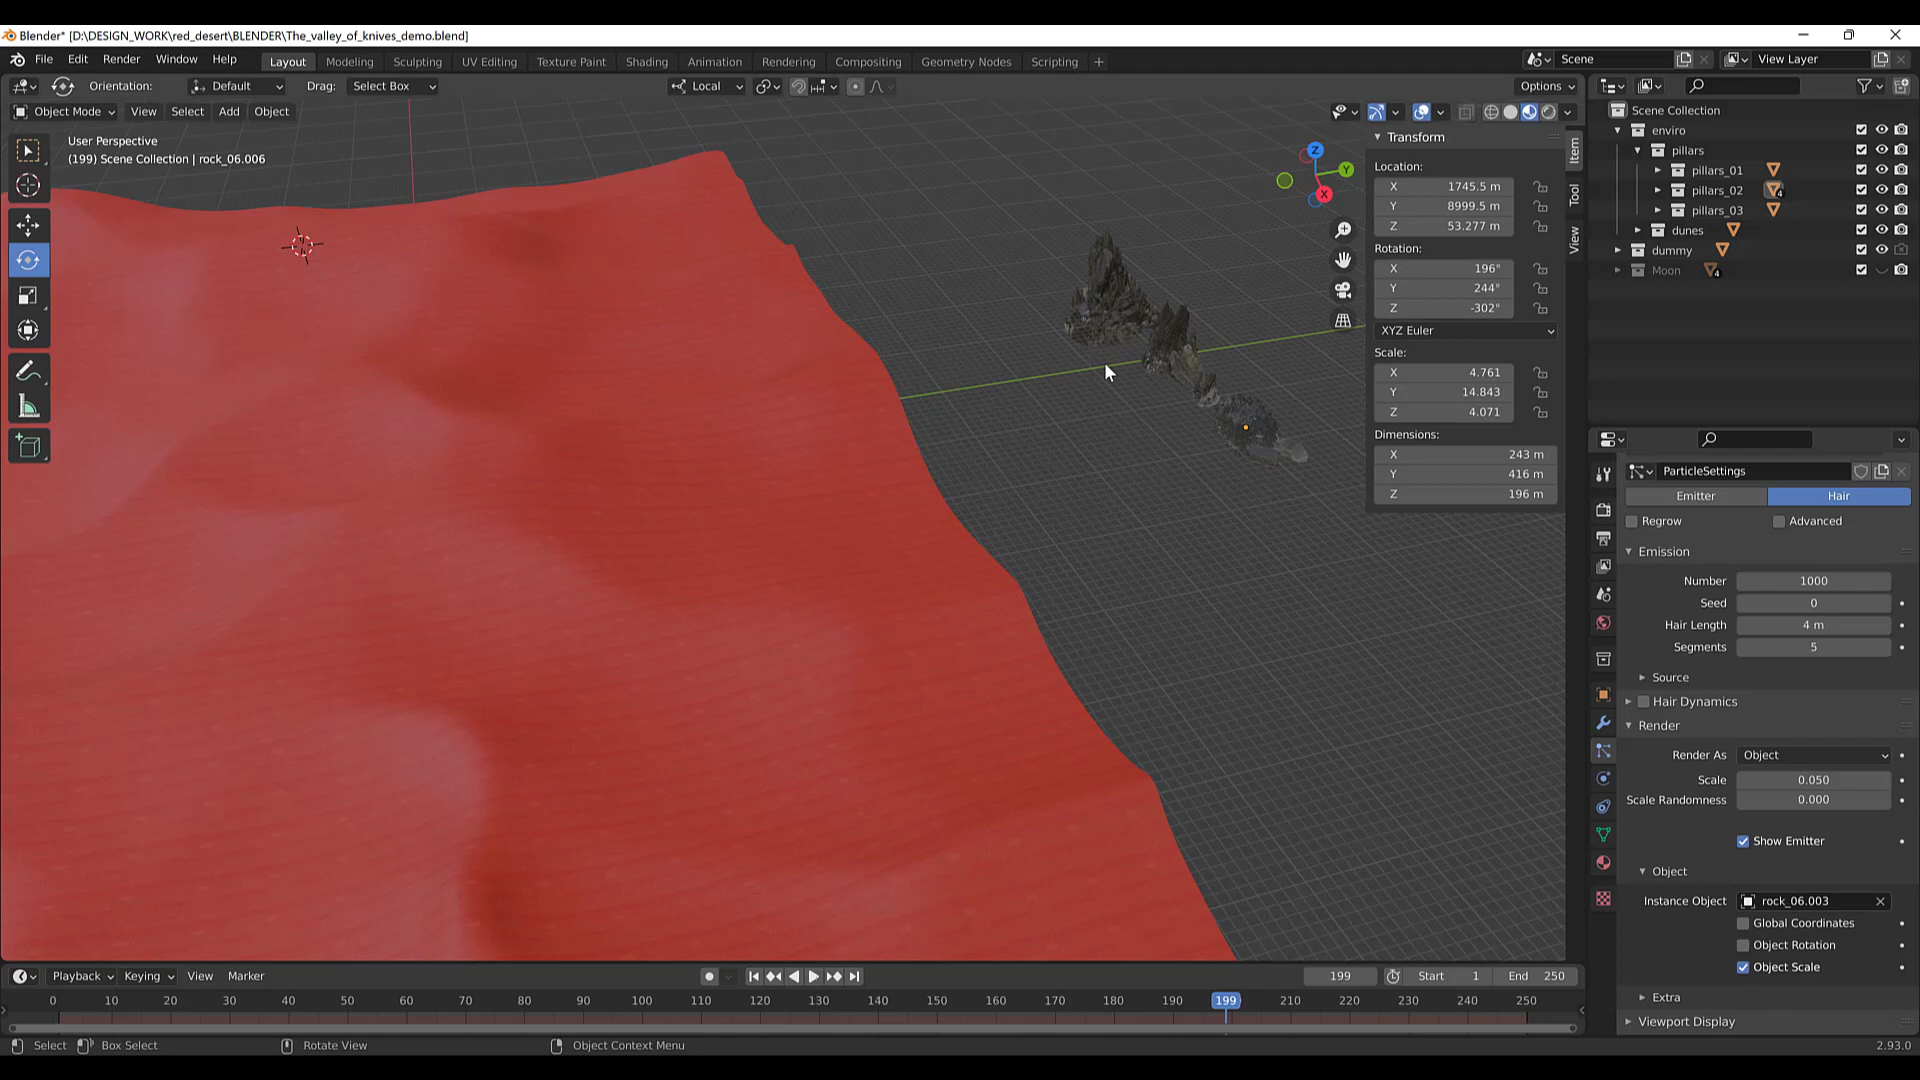 Blender* [D:\DESIGN_WORK\red_desert\BLENDER\The_valley_of_knives_demo.blend]
File Edit Render Window Help Layout Modeling Sculpting UV Editing Texture Paint Shading Animation Rendering Compositing Geometry Nodes Scripting + Scene View Layer
Orientation: Default Drag: Select Box Local Options
Object Mode View Select Add Object
User Perspective
(199) Scene Collection | rock_06.006
Z
Y
X
Transform
Location:
X 1745.5 m
Y 8999.5 m
Z 53.277 m
Rotation:
X 196°
Y 244°
Z -302°
XYZ Euler
Scale:
X 4.761
Y 14.843
Z 4.071
Dimensions:
X 243 m
Y 416 m
Z 196 m
Item
Tool
View
Scene Collection
enviro
pillars
pillars_01
pillars_02 4
pillars_03
dunes
dummy
Moon 4
ParticleSettings
Emitter Hair
Regrow Advanced
Emission
Number 1000
Seed 0
Hair Length 4 m
Segments 5
Source
Hair Dynamics
Render
Render As Object
Scale 0.050
Scale Randomness 0.000
Show Emitter
Object
Instance Object rock_06.003
Global Coordinates
Object Rotation
Object Scale
Extra
Viewport Display
Playback Keying View Marker 199 Start 1 End 250
0 10 20 30 40 50 60 70 80 90 100 110 120 130 140 150 160 170 180 190 199 210 220 230 240 250
Select Box Select Rotate View Object Context Menu 2.93.0